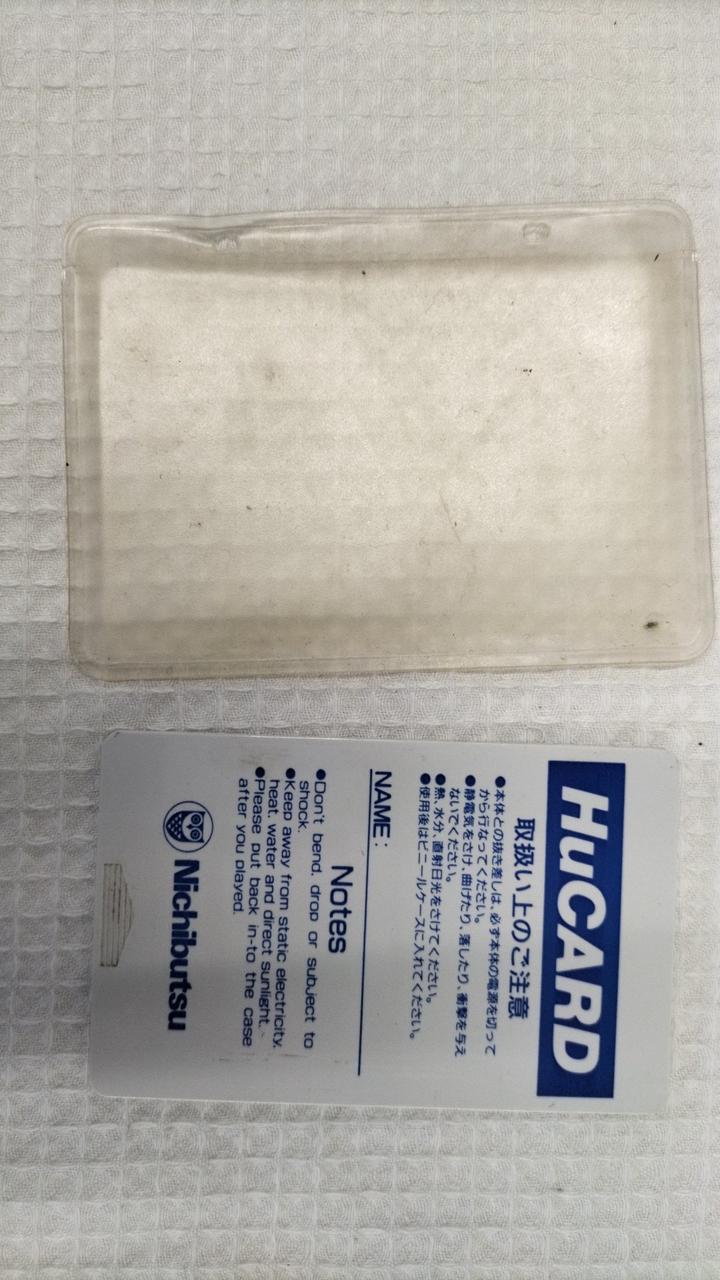 HuCARD
取扱い上のご注意
●本体との抜き差しは、必ず本体の電源を切って
から行なってください。
●静電気をさけ、曲げたり、落したり、衝撃を与え
ないでください。
●熱、水分、直射日光をさけてください。
●使用後はビニールケースに入れてください。
NAME:
Notes
●Don't bend, drop or subject to
shock.
●Keep away from static electricity,
heat, water and direct sunlight.
●Please put back in-to the case
after you played.
Nichibutsu